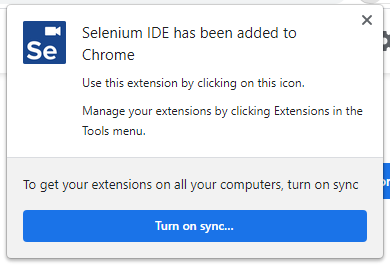 Se
Selenium IDE has been added to
Chrome
Use this extension by clicking on this icon.
Manage your extensions by clicking Extensions in the
Tools menu.
To get your extensions on all your computers, turn on sync
Turn on sync...